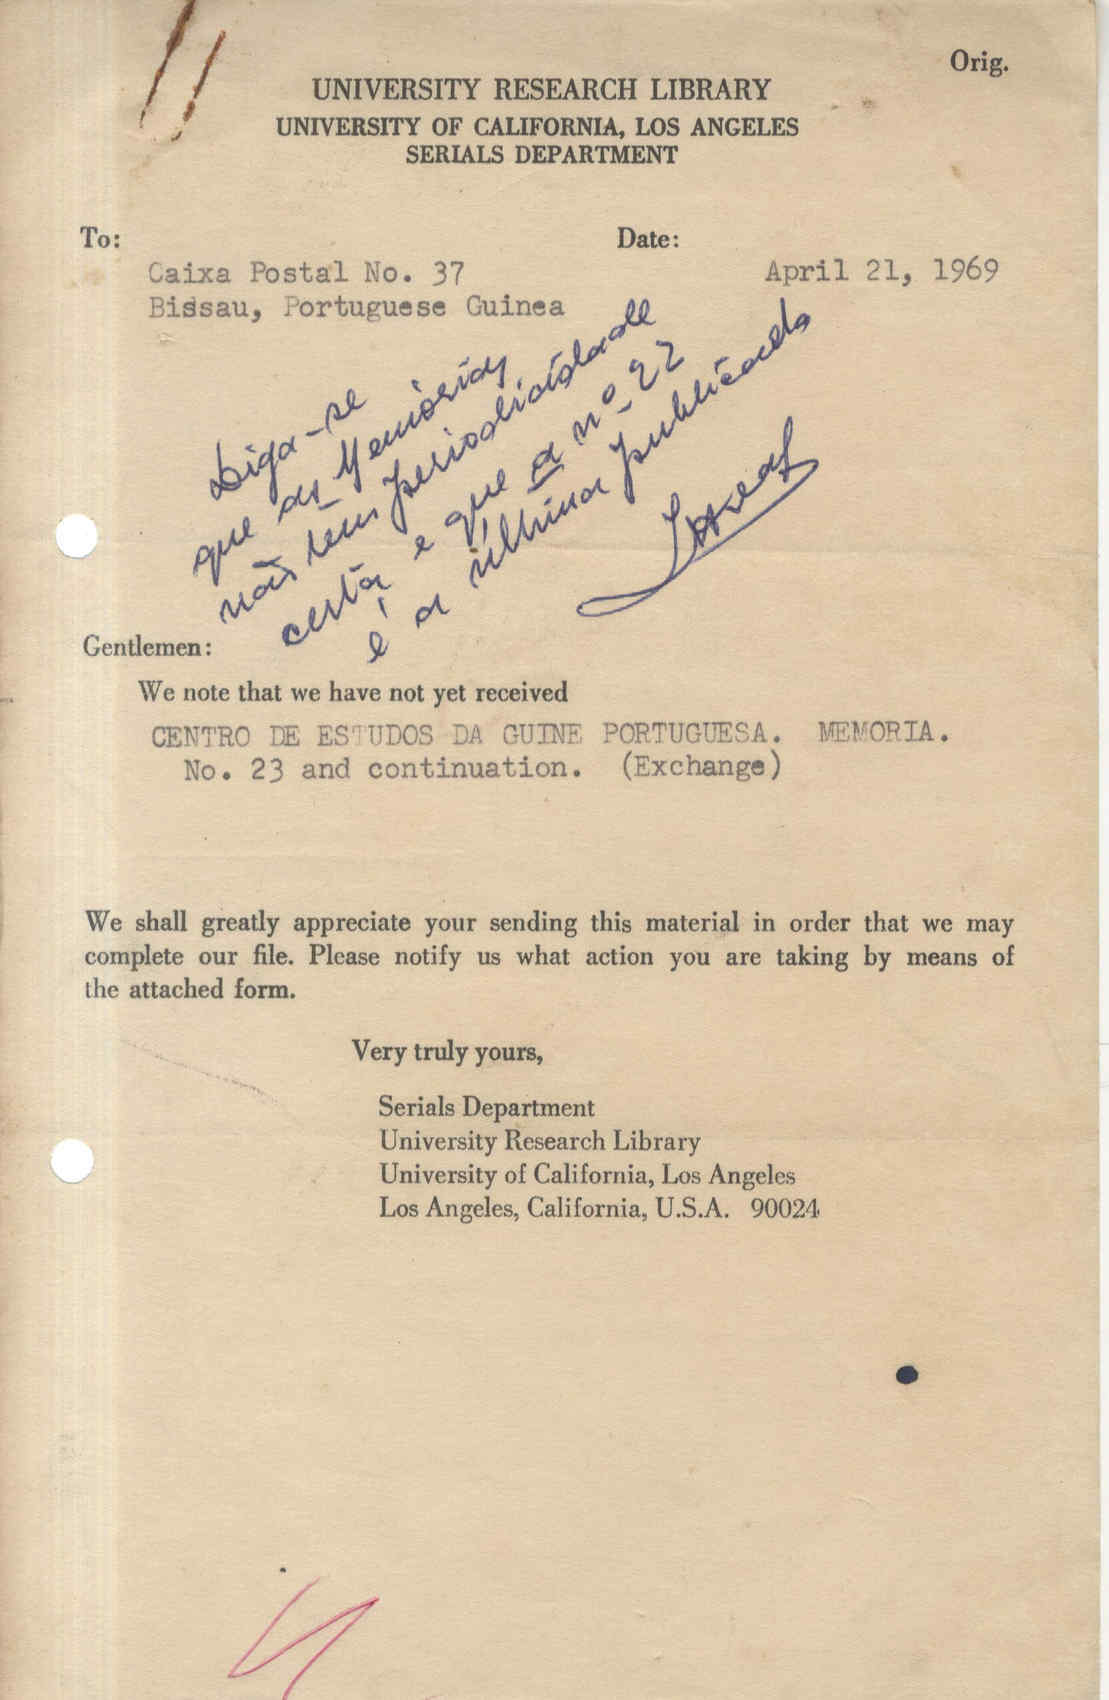 Orig.
UNIVERSITY RESEARCH LIBRARY
UNIVERSITY OF CALIFORNIA, LOS ANGELES
SERIALS DEPARTMENT
To:
Date:
Caixa Postal No. 37
April 21, 1969
Bissau, Portuguese Guinea
Diga-se
que as Memórias
não tem periodicidade
certa e que a nº 22
é a última publicada
Gentlemen:
We note that we have not yet received
CENTRO DE ESTUDOS DA GUINE PORTUGUESA. MEMORIA.
No. 23 and continuation. (Exchange)
We shall greatly appreciate your sending this material in order that we may
complete our file. Please notify us what action you are taking by means of
the attached form.
Very truly yours,
Serials Department
University Research Library
University of California, Los Angeles
Los Angeles, California, U.S.A. 90024